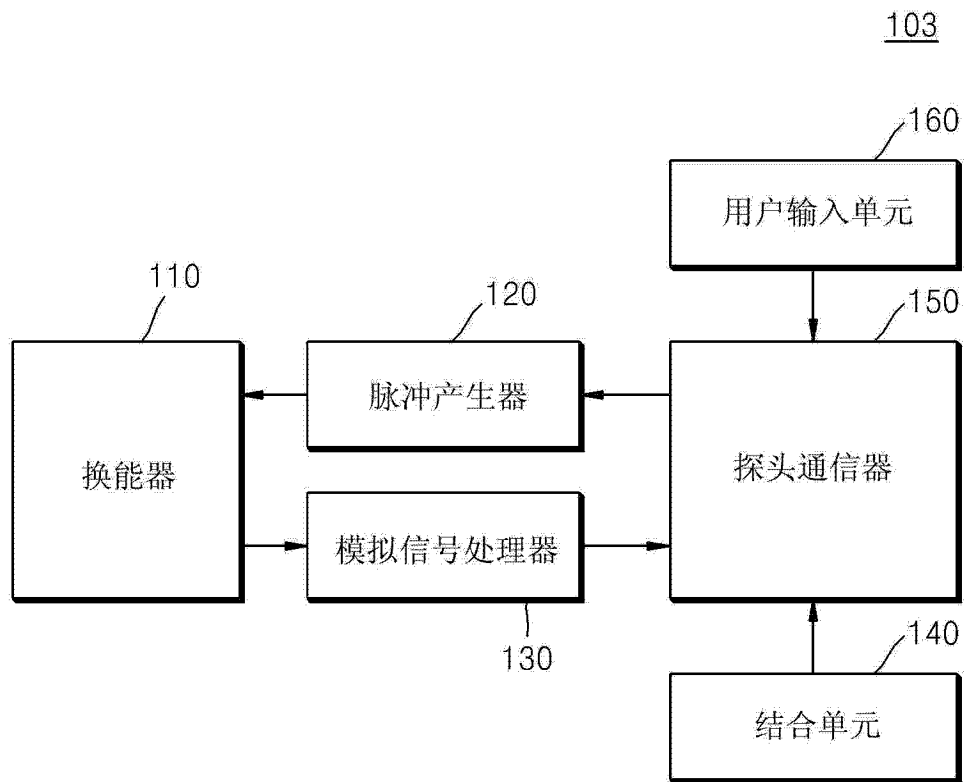 103
160
用户输入单元
110
120
150
换能器
脉冲产生器
探头通信器
模拟信号处理器
130
140
结合单元